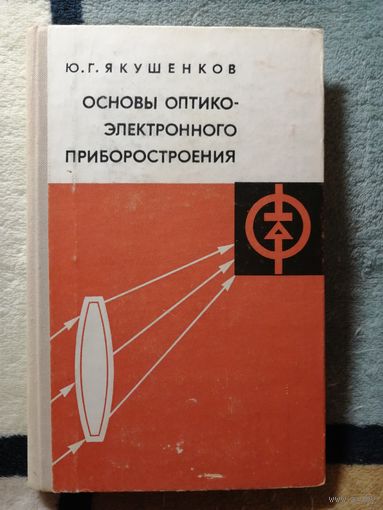 Ю.Г. ЯКУШЕНКОВ
ОСНОВЫ ОПТИКО-
ЭЛЕКТРОННОГО
ПРИБОРОСТРОЕНИЯ